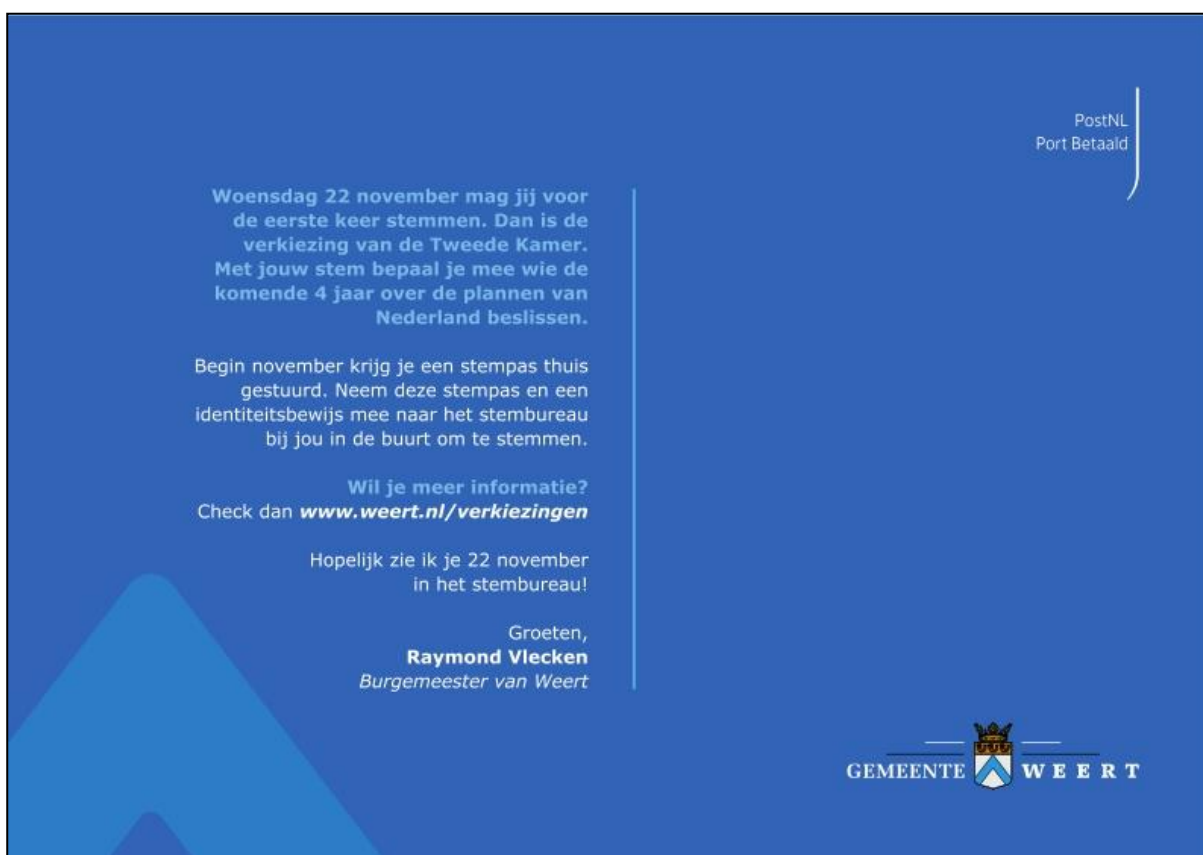 PostNL
Port Betaald
Woensdag 22 november mag jij voor
de eerste keer stemmen. Dan is de
verkiezing van de Tweede Kamer.
Met jouw stem bepaal je mee wie de
komende 4 jaar over de plannen van
Nederland beslissen.
Begin november krijg je een stempas thuis
gestuurd. Neem deze stempas en een
identiteitsbewijs mee naar het stembureau
bij jou in de buurt om te stemmen.
Wil je meer informatie?
Check dan www.weert.nl/verkiezingen
Hopelijk zie ik je 22 november
in het stembureau!
Groeten,
Raymond Vlecken
Burgemeester van Weert
GEMEENTE WEERT